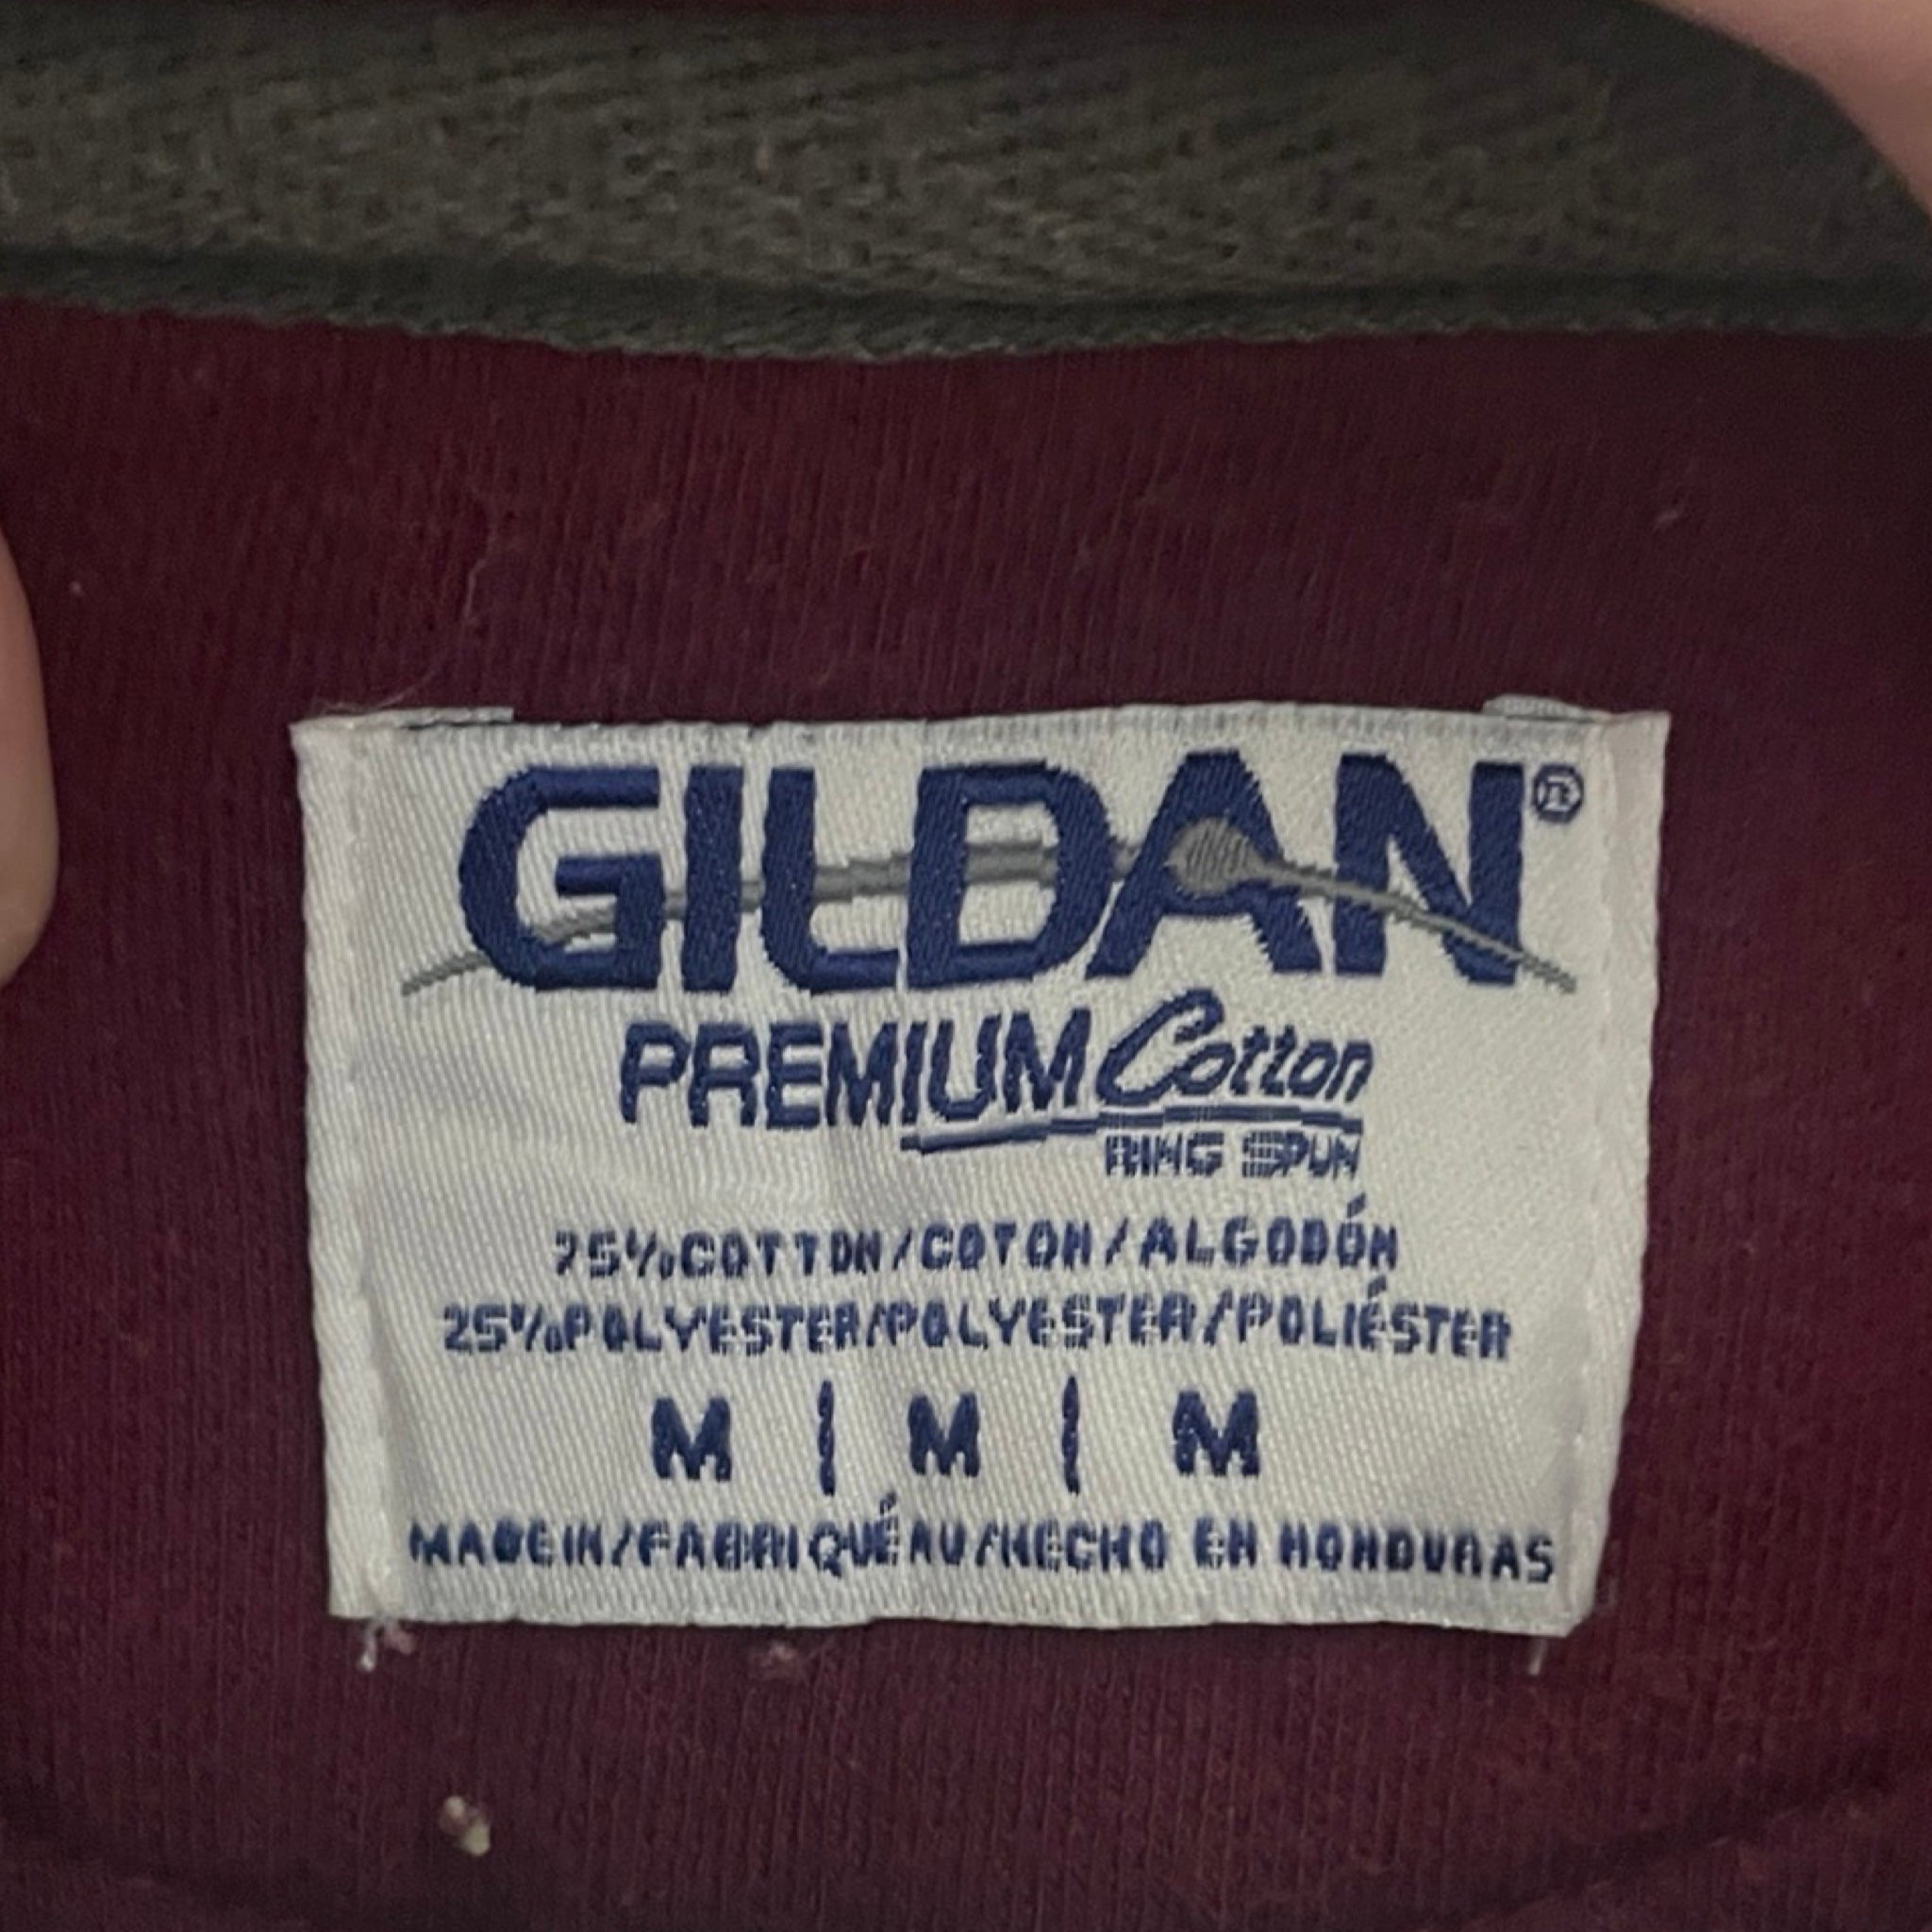 GILDAN®
PREMIUM Cotton
RING SPUN
75% COTTON/COTON/ALGODÓN
25% POLYESTER/POLYESTER/POLIÉSTER
M | M | M
MADE IN/FABRIQUÉ AU/HECHO EN HONDURAS